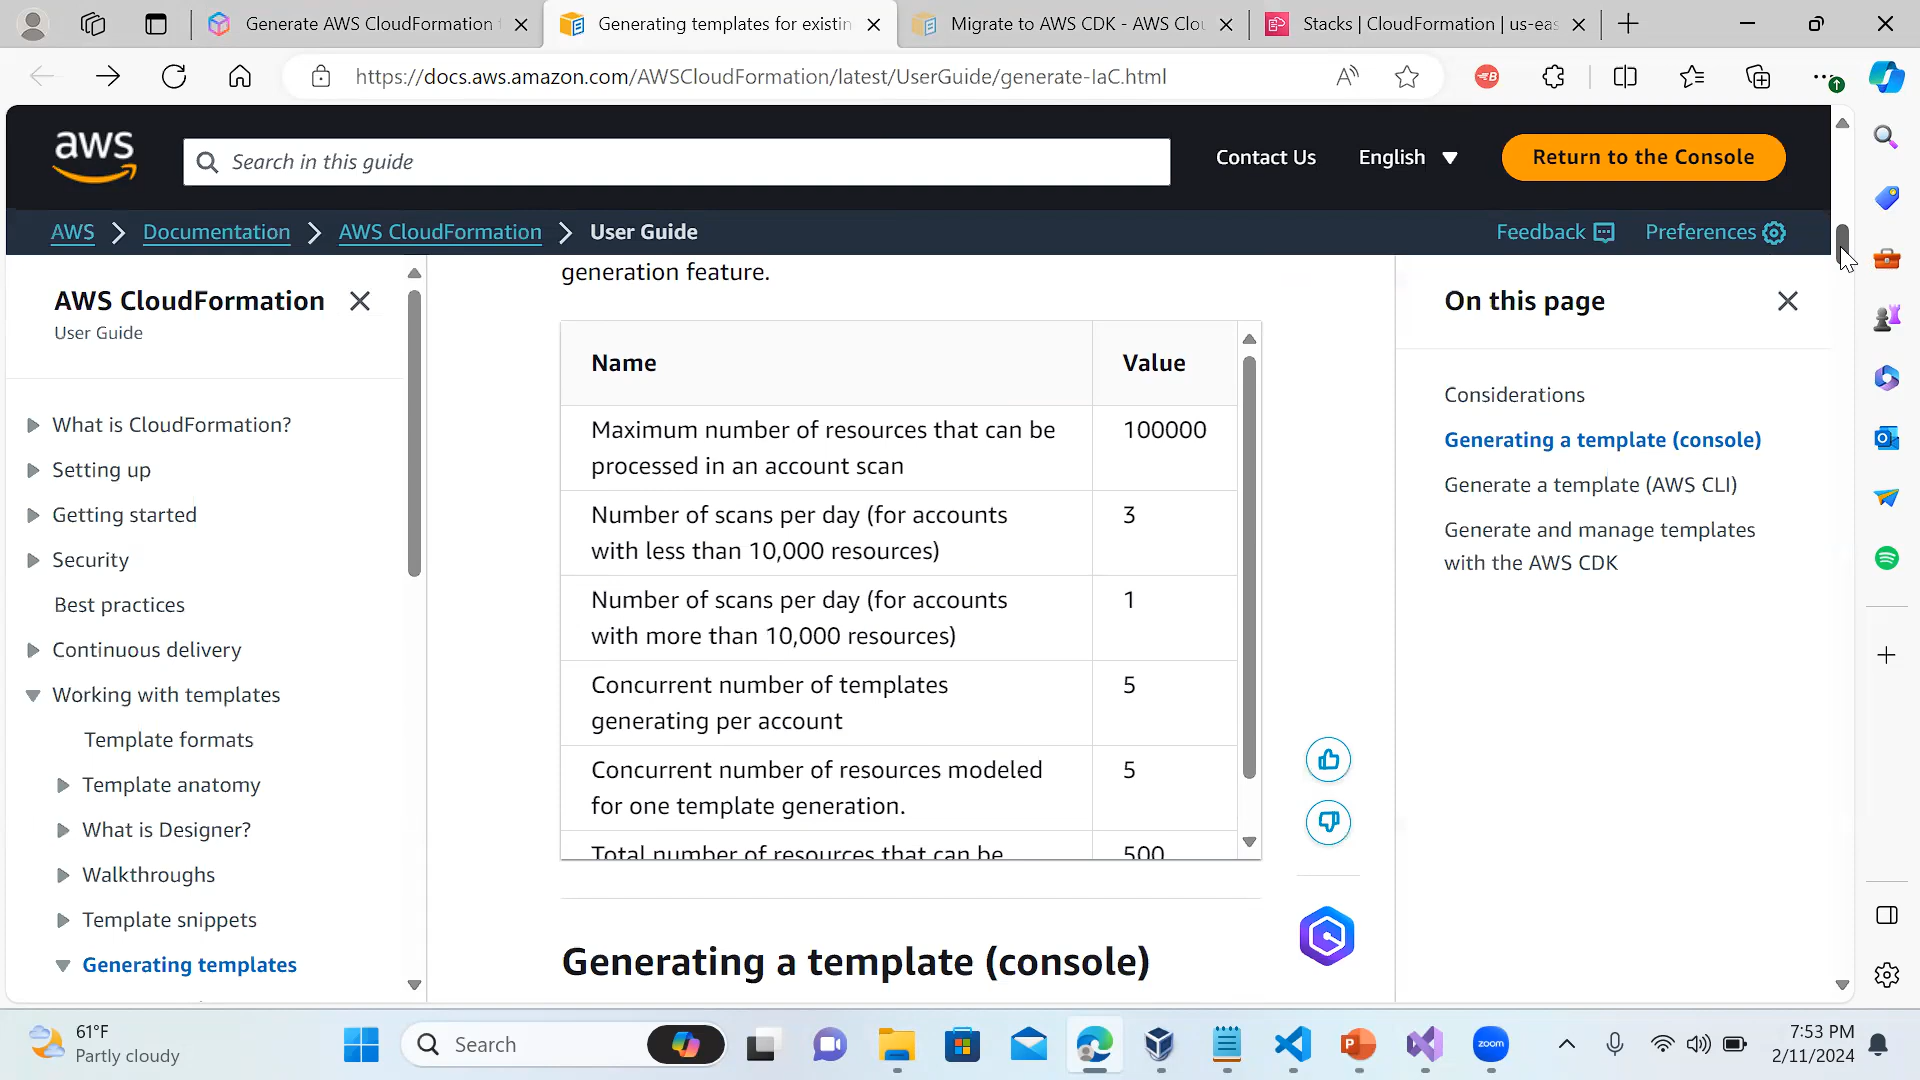 Generate AWS CloudFormation
Generating templates for existin
Migrate to AWS CDK - AWS Clou
Stacks | CloudFormation | us-eas
https://docs.aws.amazon.com/AWSCloudFormation/latest/UserGuide/generate-IaC.html
aws
Search in this guide
Contact Us
English
Return to the Console
AWS
Documentation
AWS CloudFormation
User Guide
Feedback
Preferences
AWS CloudFormation
User Guide
What is CloudFormation?
Setting up
Getting started
Security
Best practices
Continuous delivery
Working with templates
Template formats
Template anatomy
What is Designer?
Walkthroughs
Template snippets
Generating templates
generation feature.
Name Value
Maximum number of resources that can be 100000
processed in an account scan
Number of scans per day (for accounts 3
with less than 10,000 resources)
Number of scans per day (for accounts 1
with more than 10,000 resources)
Concurrent number of templates 5
generating per account
Concurrent number of resources modeled 5
for one template generation.
Total number of resources that can be 500
Generating a template (console)
On this page
Considerations
Generating a template (console)
Generate a template (AWS CLI)
Generate and manage templates
with the AWS CDK
61°F
Partly cloudy
Search
zoom
7:53 PM
2/11/2024